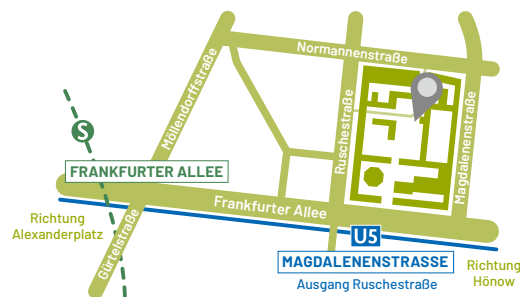 Normannenstraße
Möllendorffstraße
Ruschestraße
Magdalenenstraße
S
FRANKFURTER ALLEE
Frankfurter Allee
Richtung
Alexanderplatz
Gürtelstraße
U5
MAGDALENENSTRASSE
Ausgang Ruschestraße
Richtung
Hönow